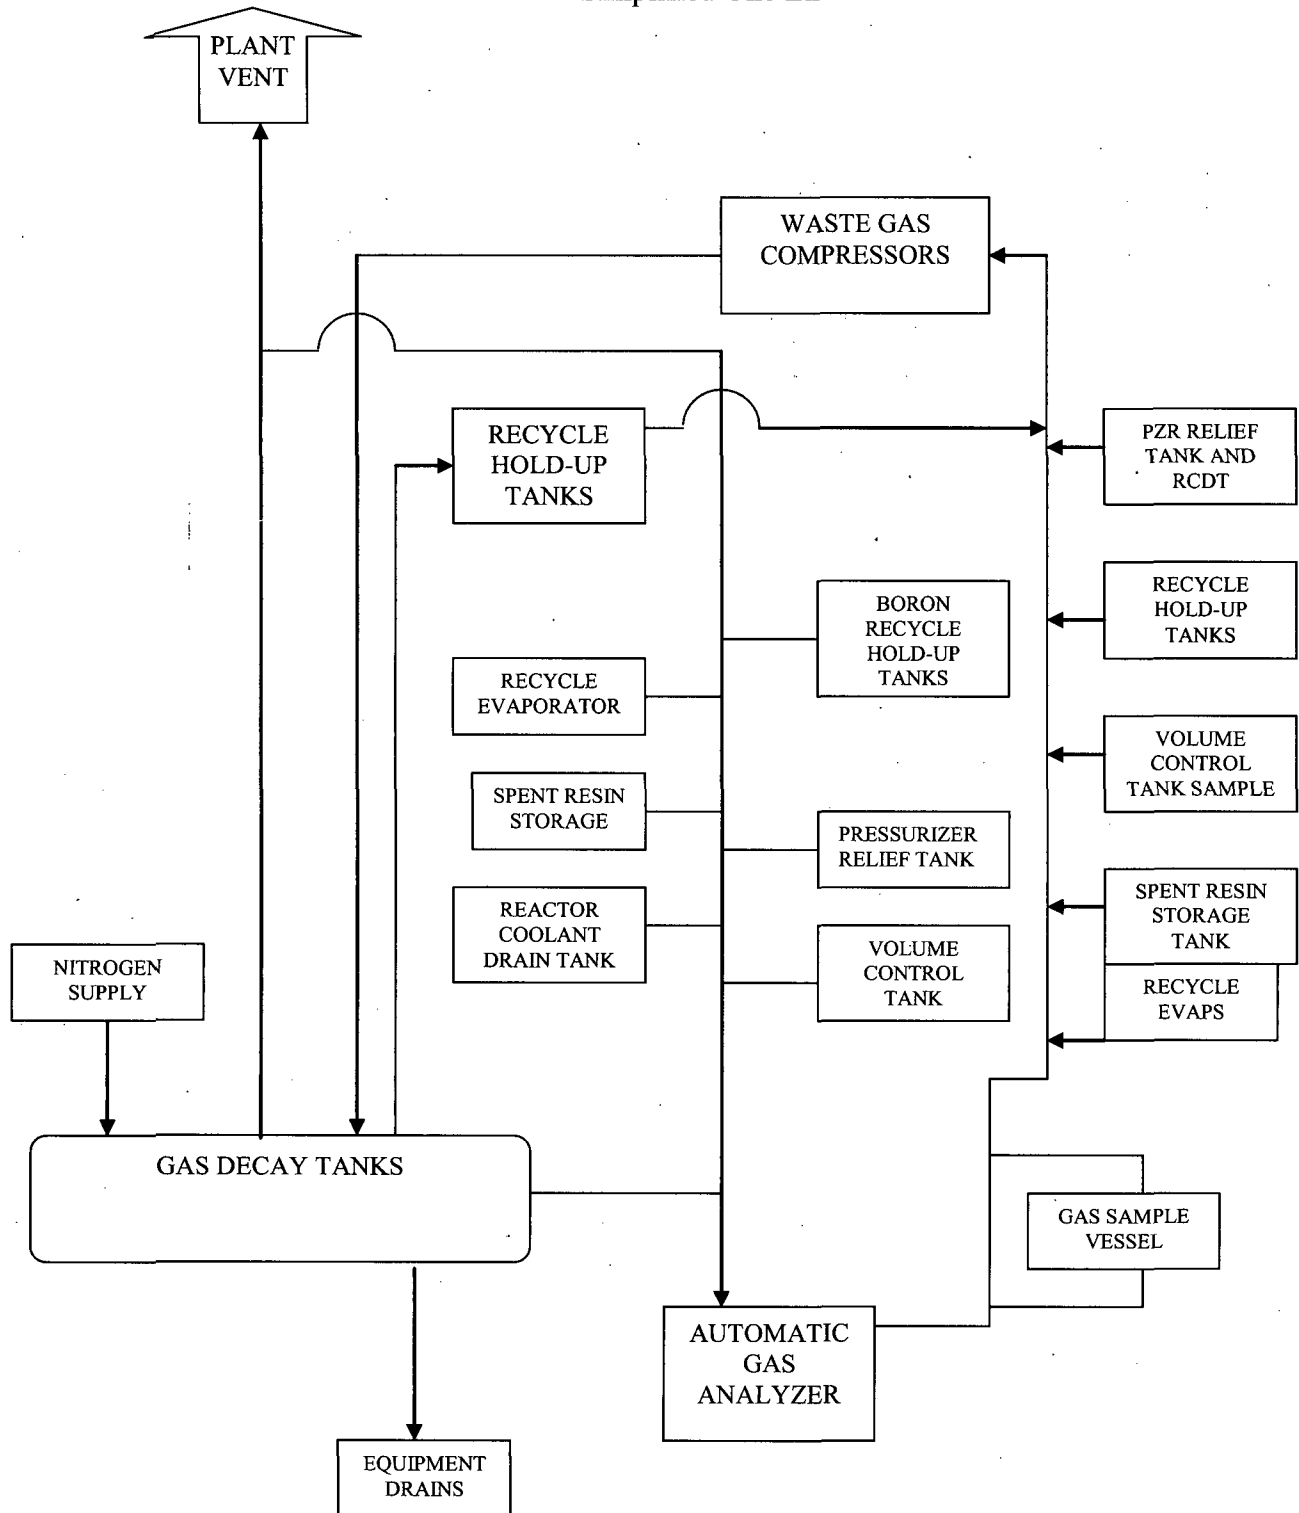 PLANT
VENT
WASTE GAS
COMPRESSORS
RECYCLE
HOLD-UP
TANKS
PZR RELIEF
TANK AND
RCDT
BORON
RECYCLE
HOLD-UP
TANKS
RECYCLE
HOLD-UP
TANKS
RECYCLE
EVAPORATOR
VOLUME
CONTROL
TANK SAMPLE
SPENT RESIN
STORAGE
PRESSURIZER
RELIEF TANK
SPENT RESIN
STORAGE
TANK
REACTOR
COOLANT
DRAIN TANK
VOLUME
CONTROL
TANK
NITROGEN
SUPPLY
RECYCLE
EVAPS
GAS DECAY TANKS
GAS SAMPLE
VESSEL
AUTOMATIC
GAS
ANALYZER
EQUIPMENT
DRAINS